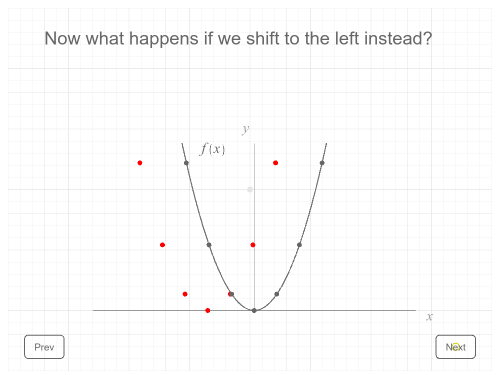 Now what happens if we shift to the left instead?
y
f(x)
x
Prev
Next